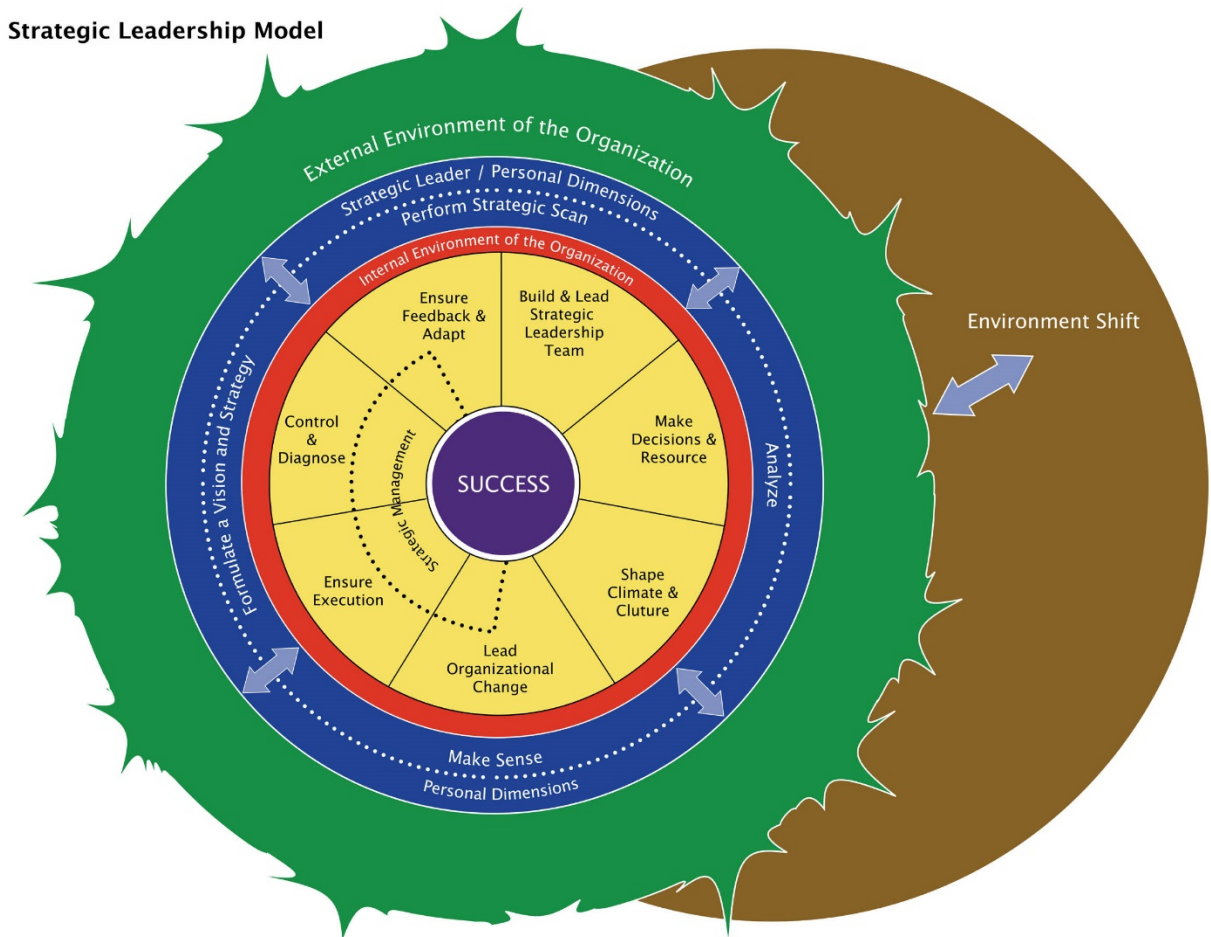 Strategic Leadership Model
External Environment of the Organization
Strategic Leader / Personal Dimensions
Perform Strategic Scan
Internal Environment of the Organization
Ensure
Feedback &
Adapt
Build & Lead
Strategic
Leadership
Team
Environment Shift
Formulate a Vision and Strategy
Control
&
Diagnose
Strategic Management
SUCCESS
Make
Decisions &
Resource
Analyze
Ensure
Execution
Shape
Climate &
Cluture
Lead
Organizational
Change
Make Sense
Personal Dimensions